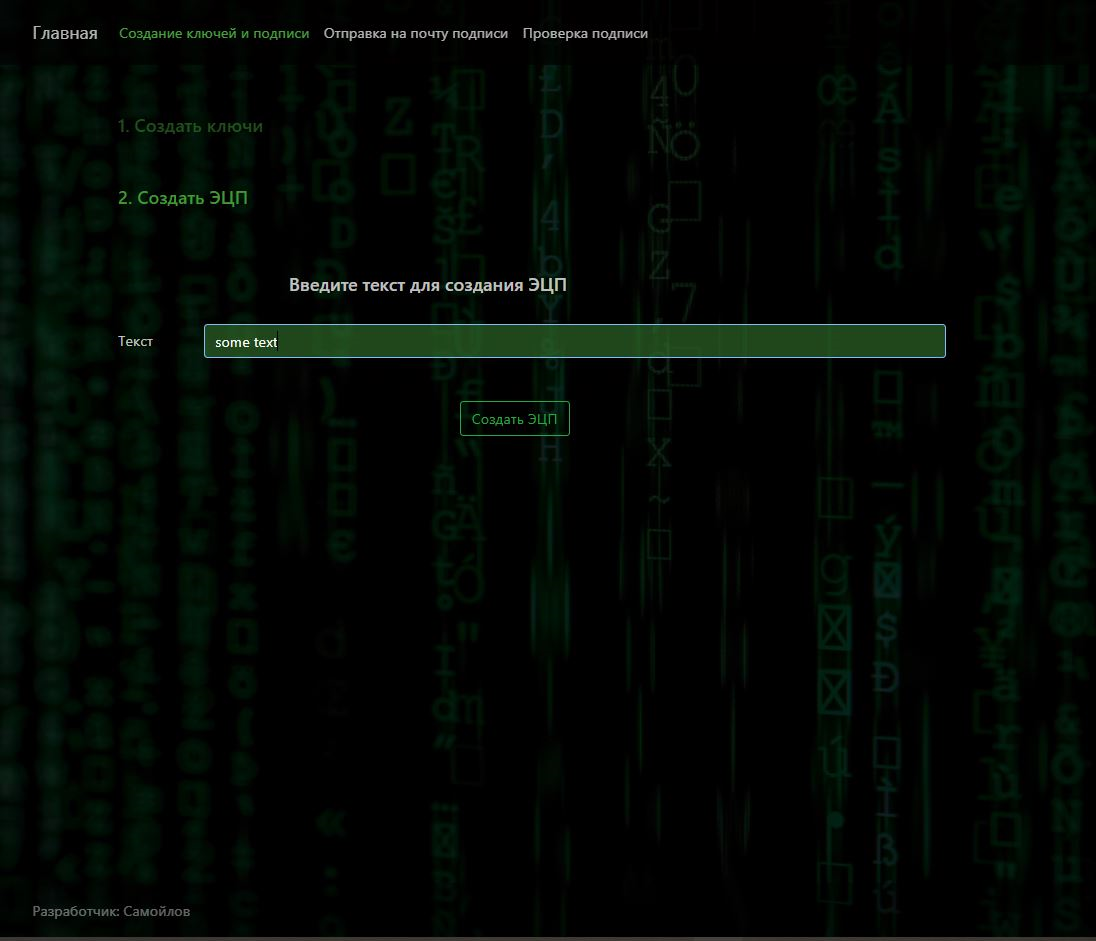 Главная Создание ключей и подписи Отправка на почту подписи Проверка подписи
1. Создать ключи
2. Создать ЭЦП
Введите текст для создания ЭЦП
Текст some text
Создать ЭЦП
Разработчик: Самойлов